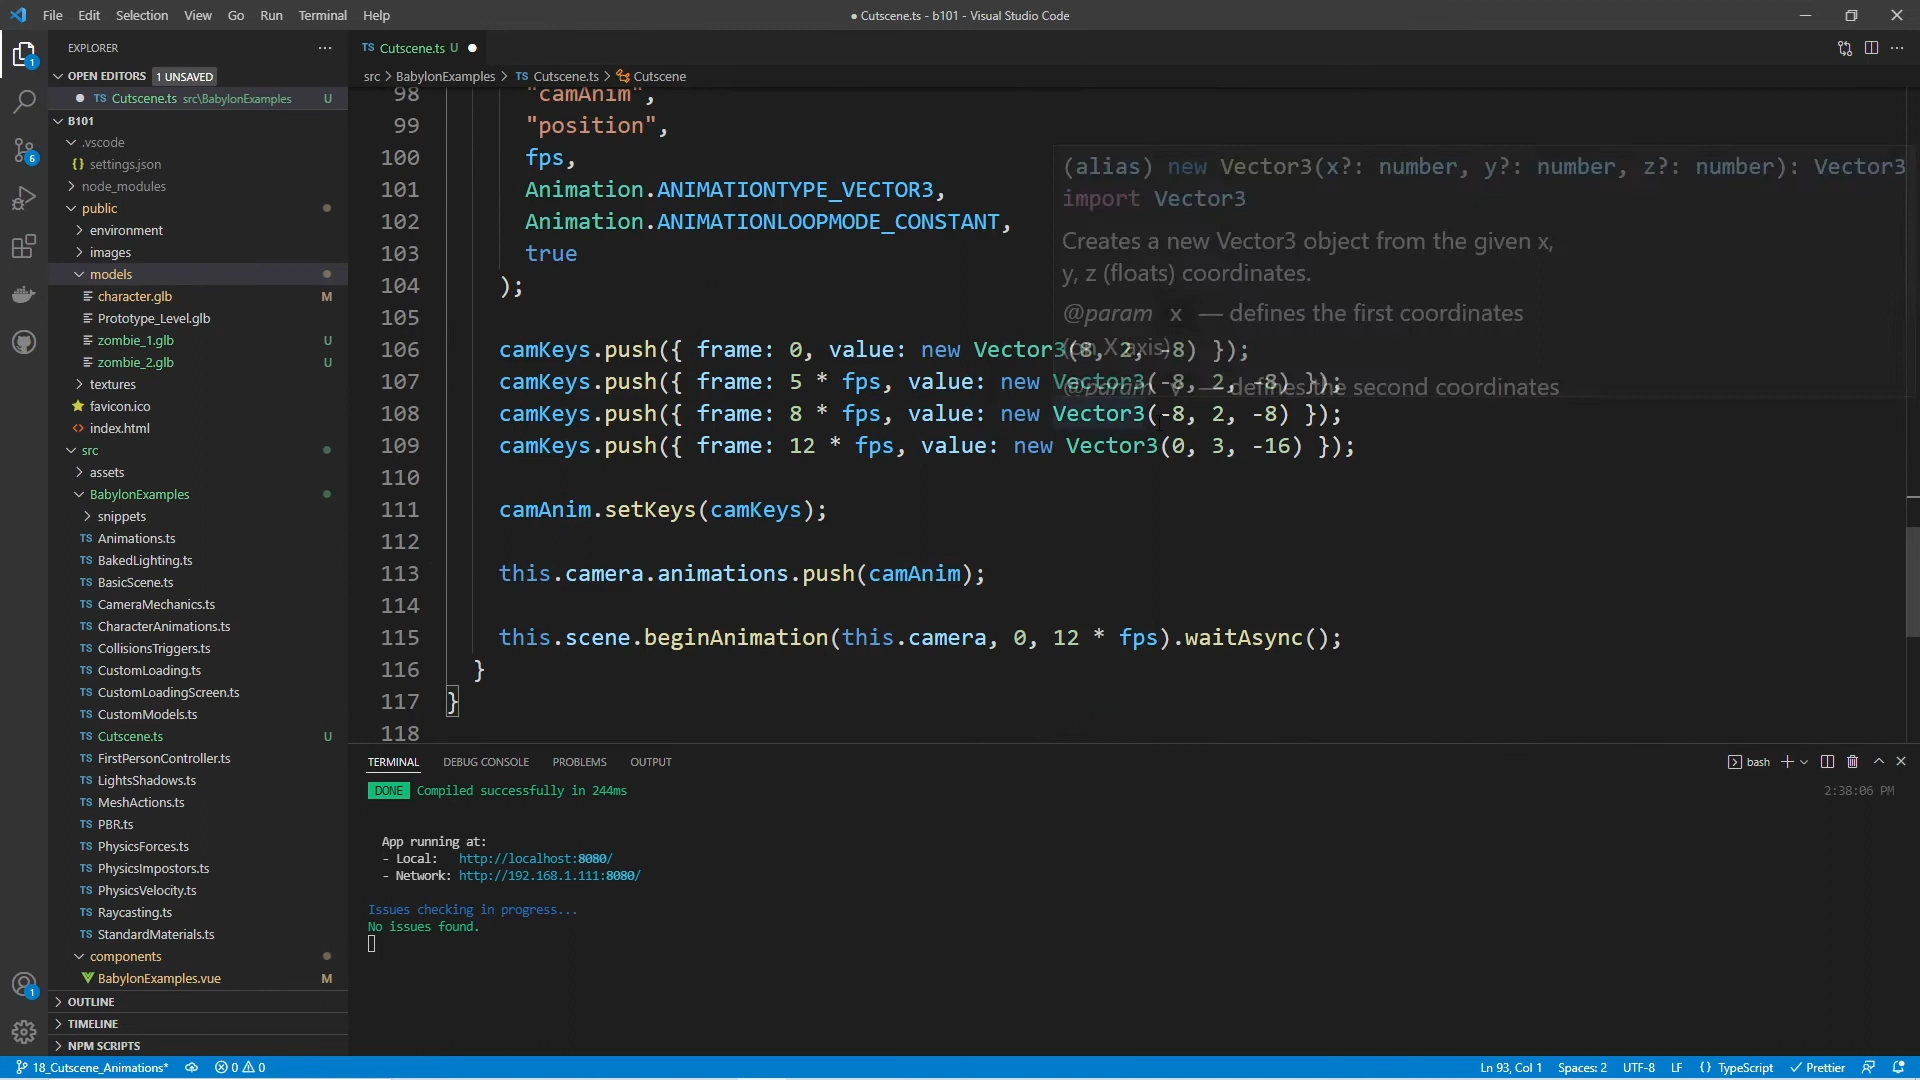 File Edit Selection View Go Run Terminal Help
● Cutscene.ts - b101 - Visual Studio Code
EXPLORER
OPEN EDITORS 1 UNSAVED
TS Cutscene.ts src\BabylonExamples U
B101
.vscode
{} settings.json
node_modules
public
environment
images
models
character.glb M
Prototype_Level.glb
zombie_1.glb U
zombie_2.glb U
textures
favicon.ico
index.html
src
assets
BabylonExamples
snippets
TS Animations.ts
TS BakedLighting.ts
TS BasicScene.ts
TS CameraMechanics.ts
TS CharacterAnimations.ts
TS CollisionsTriggers.ts
TS CustomLoading.ts
TS CustomLoadingScreen.ts
TS CustomModels.ts
TS Cutscene.ts U
TS FirstPersonController.ts
TS LightsShadows.ts
TS MeshActions.ts
TS PBR.ts
TS PhysicsForces.ts
TS PhysicsImpostors.ts
TS PhysicsVelocity.ts
TS Raycasting.ts
TS StandardMaterials.ts
components
BabylonExamples.vue M
OUTLINE
TIMELINE
NPM SCRIPTS
1
6
1
TS Cutscene.ts U ●
src > BabylonExamples > TS Cutscene.ts > Cutscene
98 "camAnim",
99 "position",
100 fps,
101 Animation.ANIMATIONTYPE_VECTOR3,
102 Animation.ANIMATIONLOOPMODE_CONSTANT,
103 true
104 );
105
106 camKeys.push({ frame: 0, value: new Vector3(8, 2, -8) });
107 camKeys.push({ frame: 5 * fps, value: new Vector3(-8, 2, -8) });
108 camKeys.push({ frame: 8 * fps, value: new Vector3(-8, 2, -8) });
109 camKeys.push({ frame: 12 * fps, value: new Vector3(0, 3, -16) });
110
111 camAnim.setKeys(camKeys);
112
113 this.camera.animations.push(camAnim);
114
115 this.scene.beginAnimation(this.camera, 0, 12 * fps).waitAsync();
116 }
117 }
118
(alias) new Vector3(x?: number, y?: number, z?: number): Vector3
import Vector3
Creates a new Vector3 object from the given x,
y, z (floats) coordinates.
@param x — defines the first coordinates
(on X axis)
@param y — defines the second coordinates
TERMINAL DEBUG CONSOLE PROBLEMS OUTPUT
bash
DONE Compiled successfully in 244ms 2:38:06 PM
App running at:
- Local: http://localhost:8080/
- Network: http://192.168.1.111:8080/
Issues checking in progress...
No issues found.
18_Cutscene_Animations* 0 0
Ln 93, Col 1 Spaces: 2 UTF-8 LF {} TypeScript Prettier